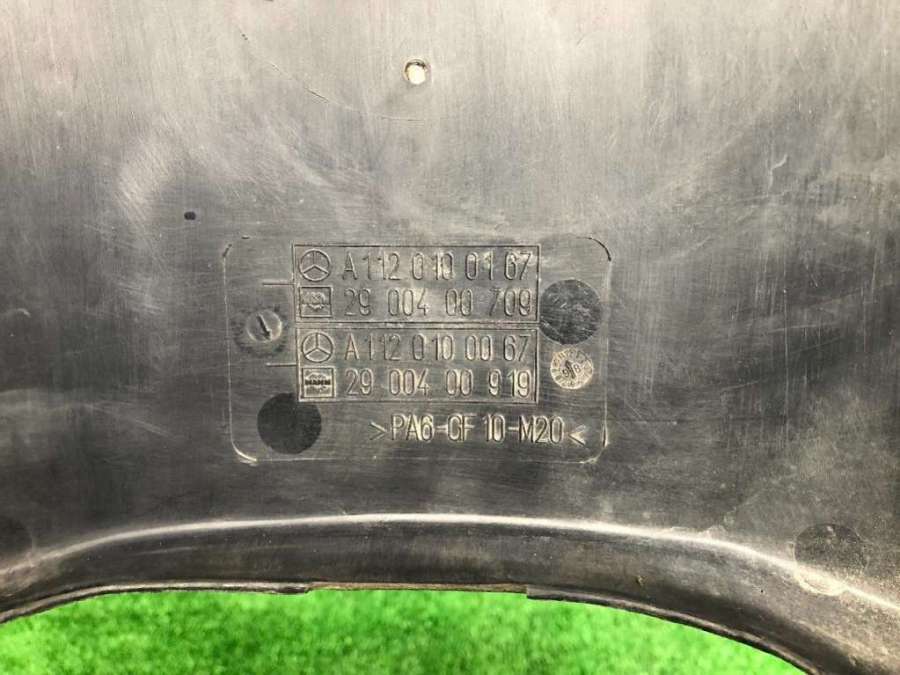 A 112 010 01 67
29 004 00 709
A 112 010 00 67
MANN
29 004 00 919
>PA6-GF 10-M20<